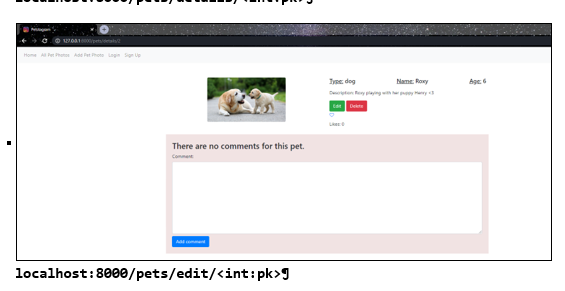 localhost:8000/pets/details/<int:pk>¶
Petstagram
127.0.0.1:8000/pets/details/2
Home All Pet Photos Add Pet Photo Login Sign Up
Type: dog Name: Roxy Age: 6
Description: Roxy playing with her puppy Henry <3
Edit Delete
Likes: 0
There are no comments for this pet.
Comment:
Add comment
localhost:8000/pets/edit/<int:pk>¶